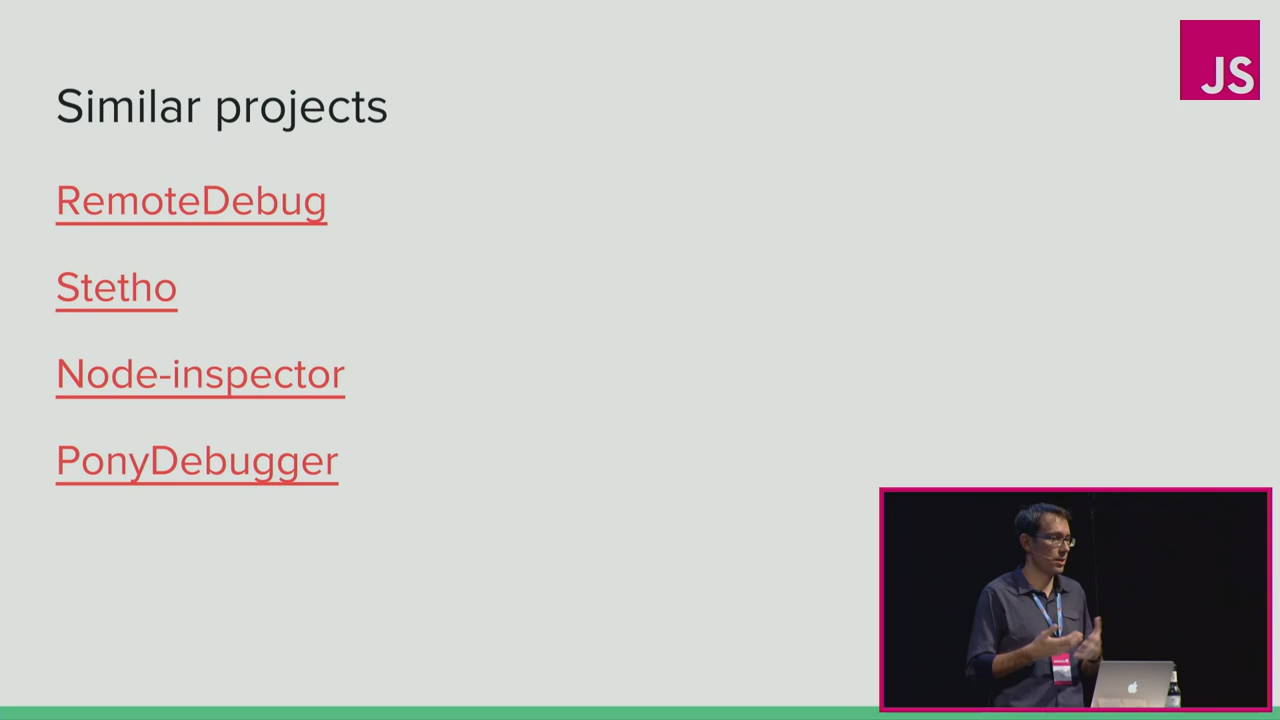 JS
Similar projects
RemoteDebug
Stetho
Node-inspector
PonyDebugger